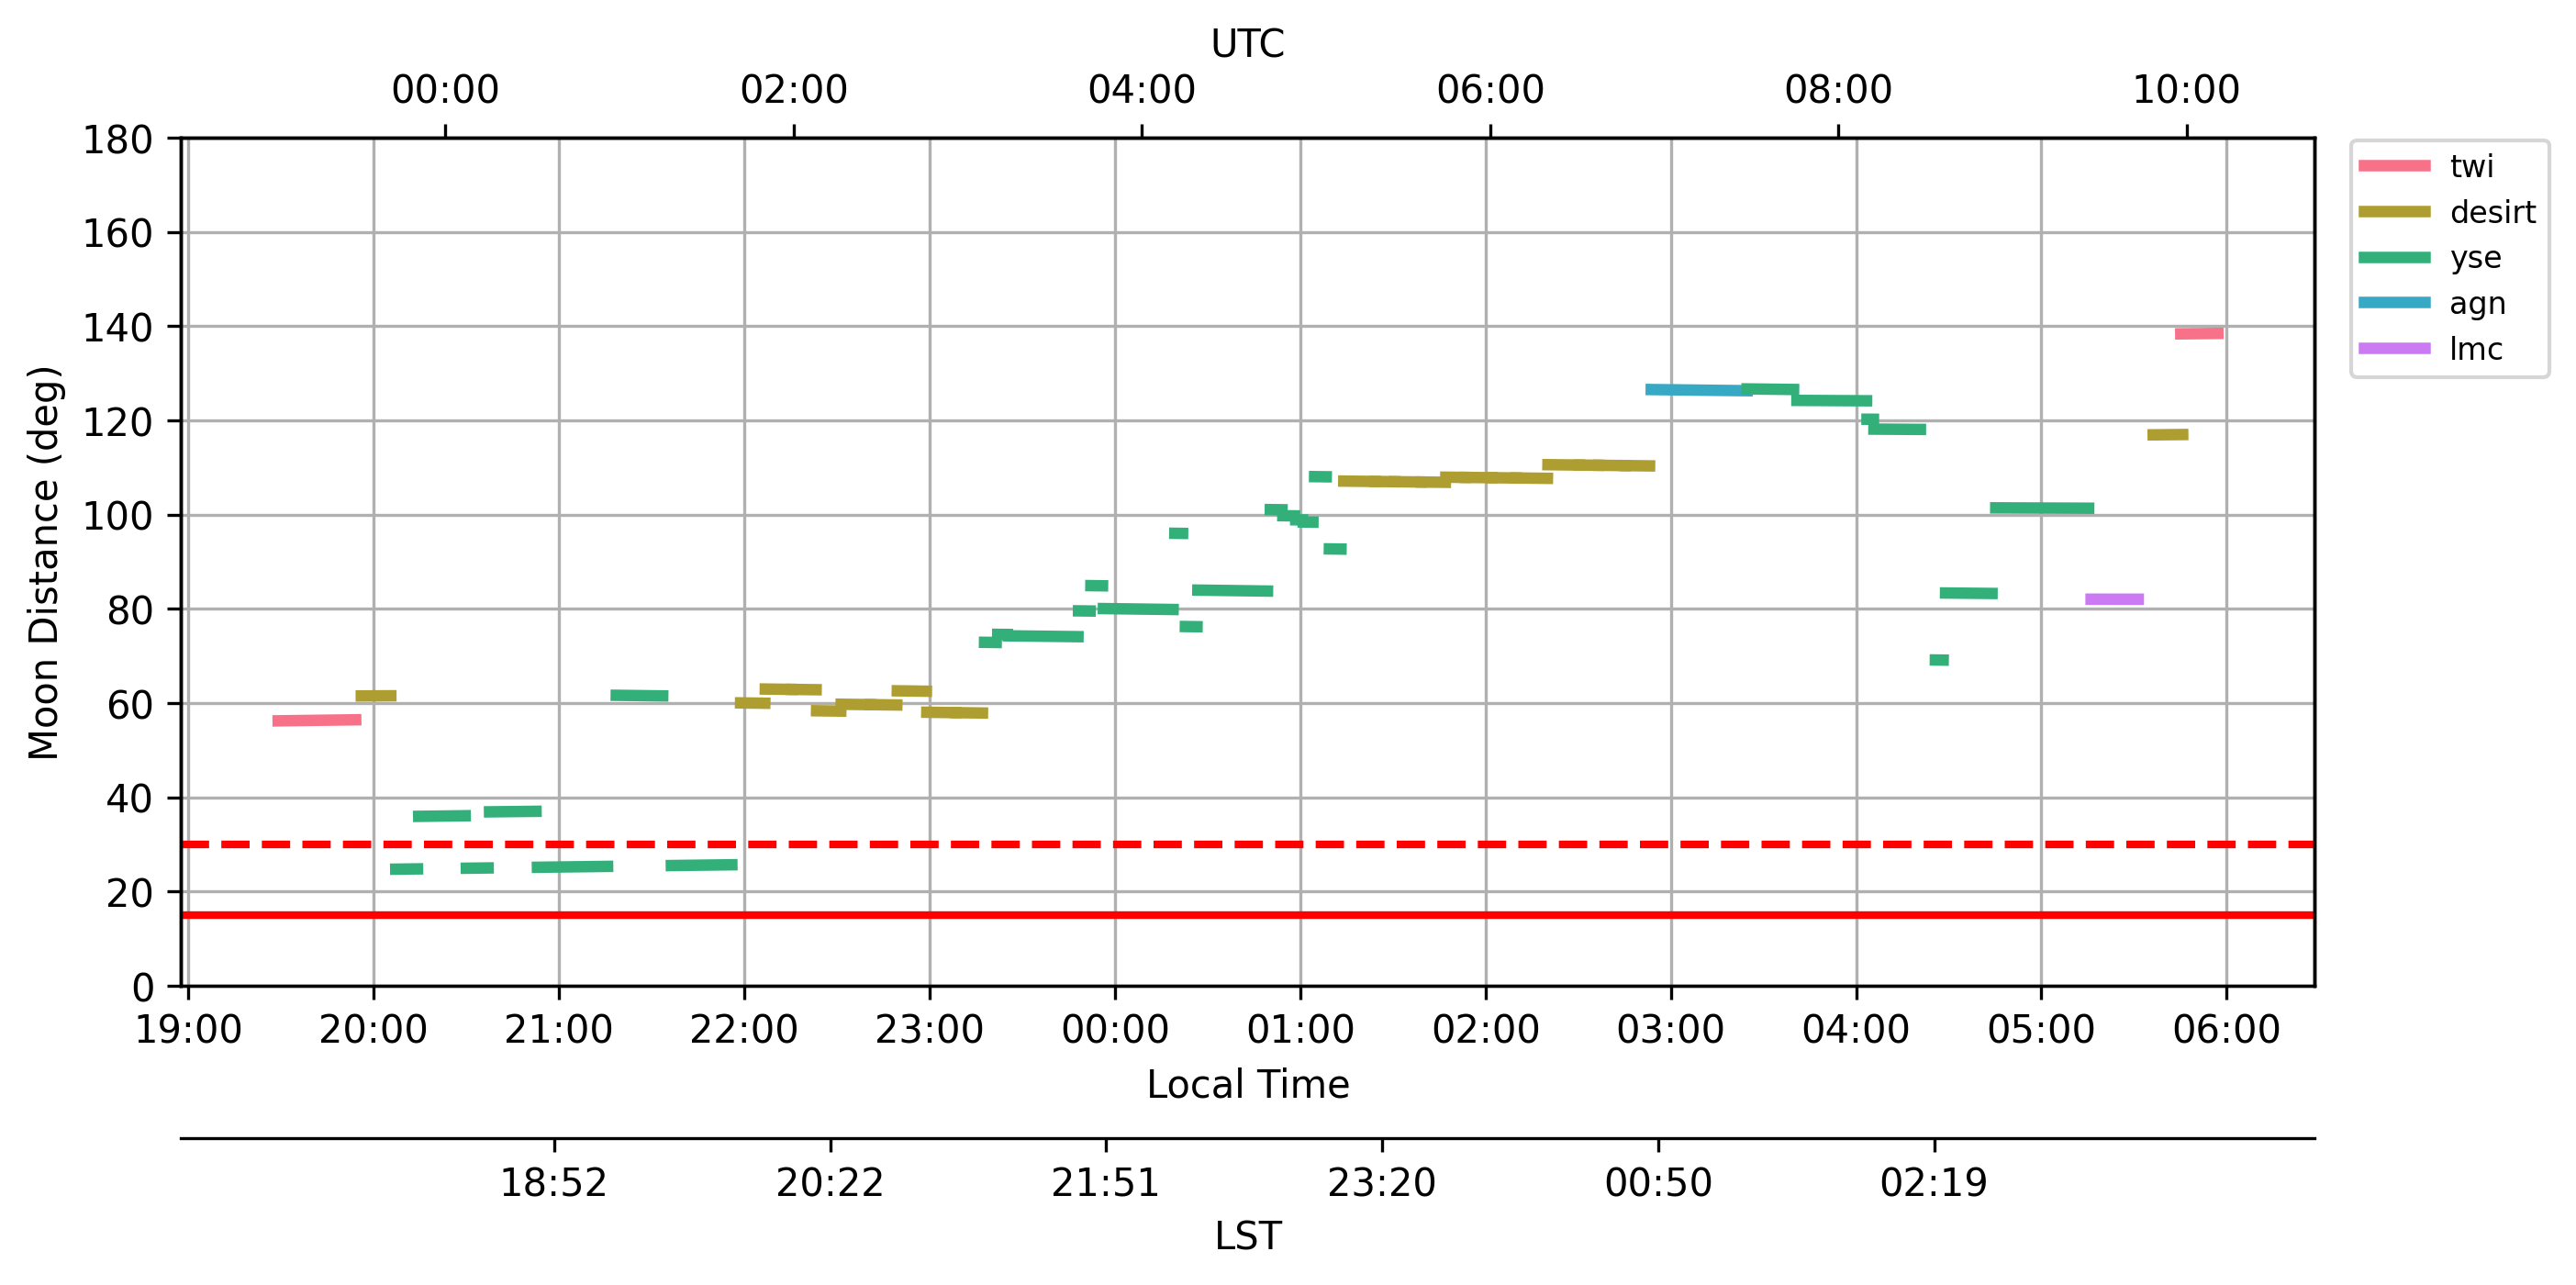 UTC
00:00 02:00 04:00 06:00 08:00 10:00
180
160
140
120
100
80
60
40
20
0
Moon Distance (deg)
twi
desirt
yse
agn
lmc
19:00 20:00 21:00 22:00 23:00 00:00 01:00 02:00 03:00 04:00 05:00 06:00
Local Time
18:52 20:22 21:51 23:20 00:50 02:19
LST